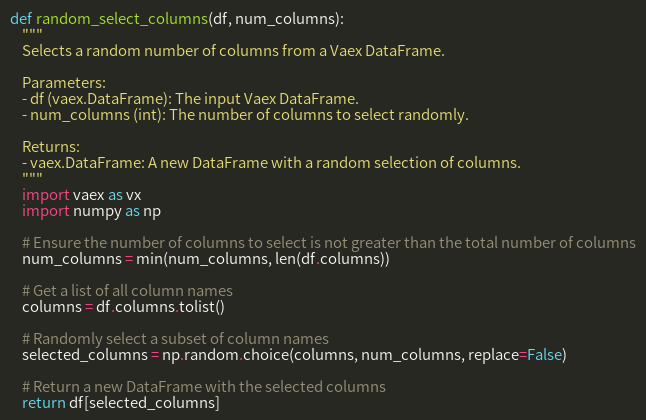 def random_select_columns(df, num_columns):
    """
    Selects a random number of columns from a Vaex DataFrame.

    Parameters:
    - df (vaex.DataFrame): The input Vaex DataFrame.
    - num_columns (int): The number of columns to select randomly.

    Returns:
    - vaex.DataFrame: A new DataFrame with a random selection of columns.
    """
    import vaex as vx
    import numpy as np

    # Ensure the number of columns to select is not greater than the total number of columns
    num_columns = min(num_columns, len(df.columns))

    # Get a list of all column names
    columns = df.columns.tolist()

    # Randomly select a subset of column names
    selected_columns = np.random.choice(columns, num_columns, replace=False)

    # Return a new DataFrame with the selected columns
    return df[selected_columns]